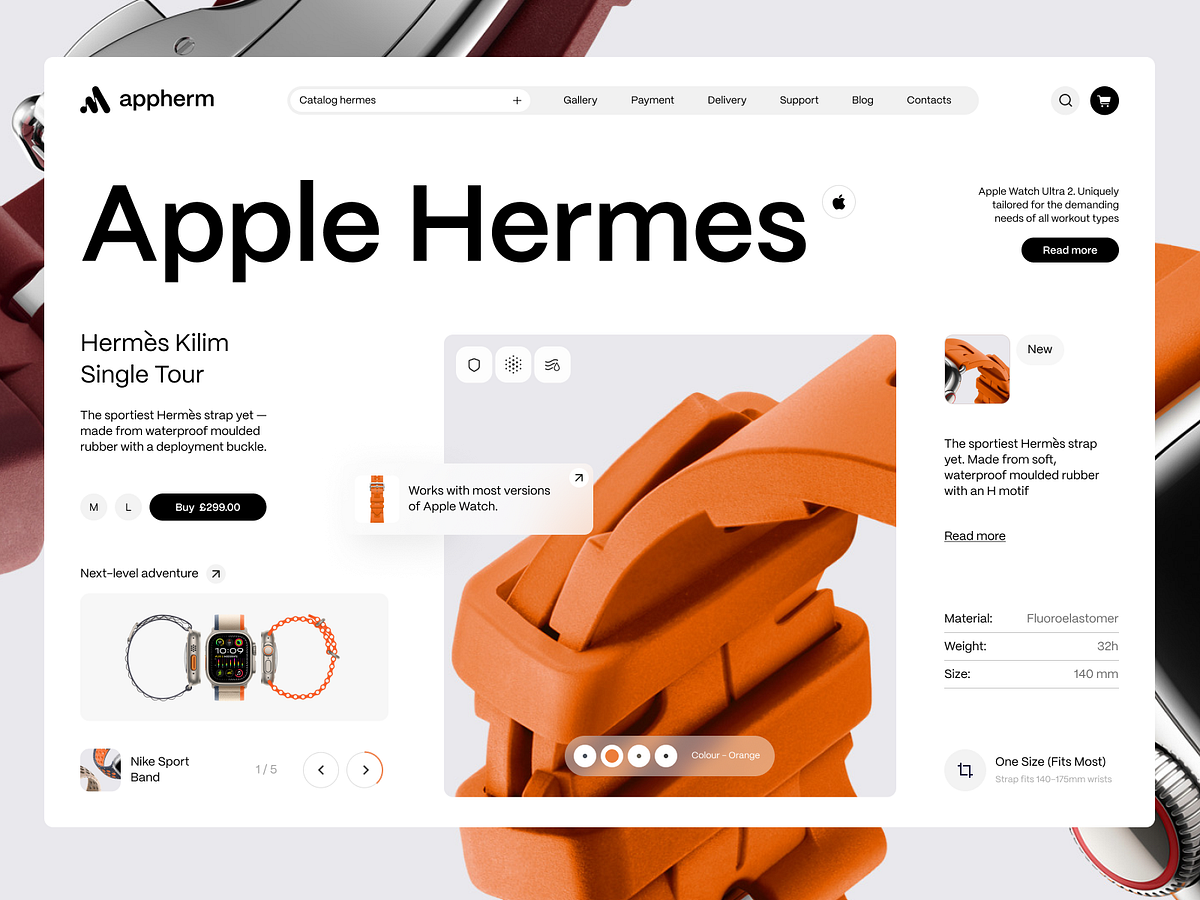 appherm
Catalog hermes
Gallery
Payment
Delivery
Support
Blog
Contacts
Apple Hermes
Apple Watch Ultra 2. Uniquely
tailored for the demanding
needs of all workout types
Read more
Hermès Kilim
Single Tour
The sportiest Hermès strap yet —
made from waterproof moulded
rubber with a deployment buckle.
M
L
Buy £299.00
Works with most versions
of Apple Watch.
New
The sportiest Hermès strap
yet. Made from soft,
waterproof moulded rubber
with an H motif
Read more
Next-level adventure
10:09
Material: Fluoroelastomer
Weight: 32h
Size: 140 mm
Nike Sport
Band
1 / 5
Colour – Orange
One Size (Fits Most)
Strap fits 140–175mm wrists